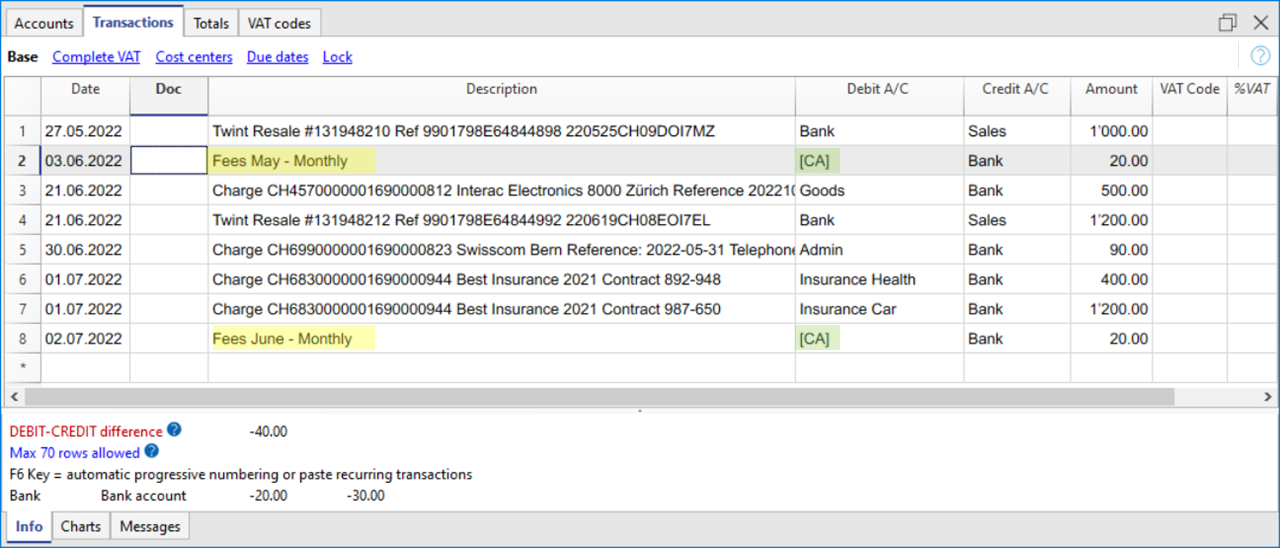 Accounts Transactions Totals VAT codes
Base Complete VAT Cost centers Due dates Lock ?
Date Doc Description Debit A/C Credit A/C Amount VAT Code %VAT
1 27.05.2022 Twint Resale #131948210 Ref 9901798E64844898 220525CH09DOI7MZ Bank Sales 1'000.00
2 03.06.2022 Fees May - Monthly [CA] Bank 20.00
3 21.06.2022 Charge CH4570000001690000812 Interac Electronics 8000 Zürich Reference 202210 Goods Bank 500.00
4 21.06.2022 Twint Resale #131948212 Ref 9901798E64844992 220619CH08EOI7EL Bank Sales 1'200.00
5 30.06.2022 Charge CH6990000001690000823 Swisscom Bern Reference: 2022-05-31 Telephone Admin Bank 90.00
6 01.07.2022 Charge CH6830000001690000944 Best Insurance 2021 Contract 892-948 Insurance Health Bank 400.00
7 01.07.2022 Charge CH6830000001690000944 Best Insurance 2021 Contract 987-650 Insurance Car Bank 1'200.00
8 02.07.2022 Fees June - Monthly [CA] Bank 20.00
*
DEBIT-CREDIT difference ? -40.00
Max 70 rows allowed ?
F6 Key = automatic progressive numbering or paste recurring transactions
Bank Bank account -20.00 -30.00
Info Charts Messages